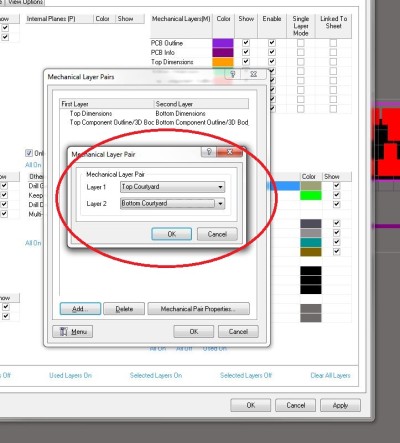 View Options
Internal Planes (P) Color Show Mechanical Layers(M) Color Show Enable Single Layer Mode Linked To Sheet
PCB Outline
PCB Info
Top Dimensions
Mechanical Layer Pairs
First Layer Second Layer
Top Dimensions Bottom Dimensions
Top Component Outline/3D Boc Bottom Component Outline/3D Bod
Onl
All On
Mechanical Layer Pair
Mechanical Layer Pair
Layer 1 Top Courtyard
Layer 2 Bottom Courtyard
OK Cancel
ow Othe Color Show
Drill G
Keep
Drill D
Multi-
All On
how
Add... Delete Mechanical Pair Properties...
Menu OK Cancel
All On All Off Used On
s Off Used Layers On Selected Layers On Selected Layers Off Clear All Layers
OK Cancel Apply